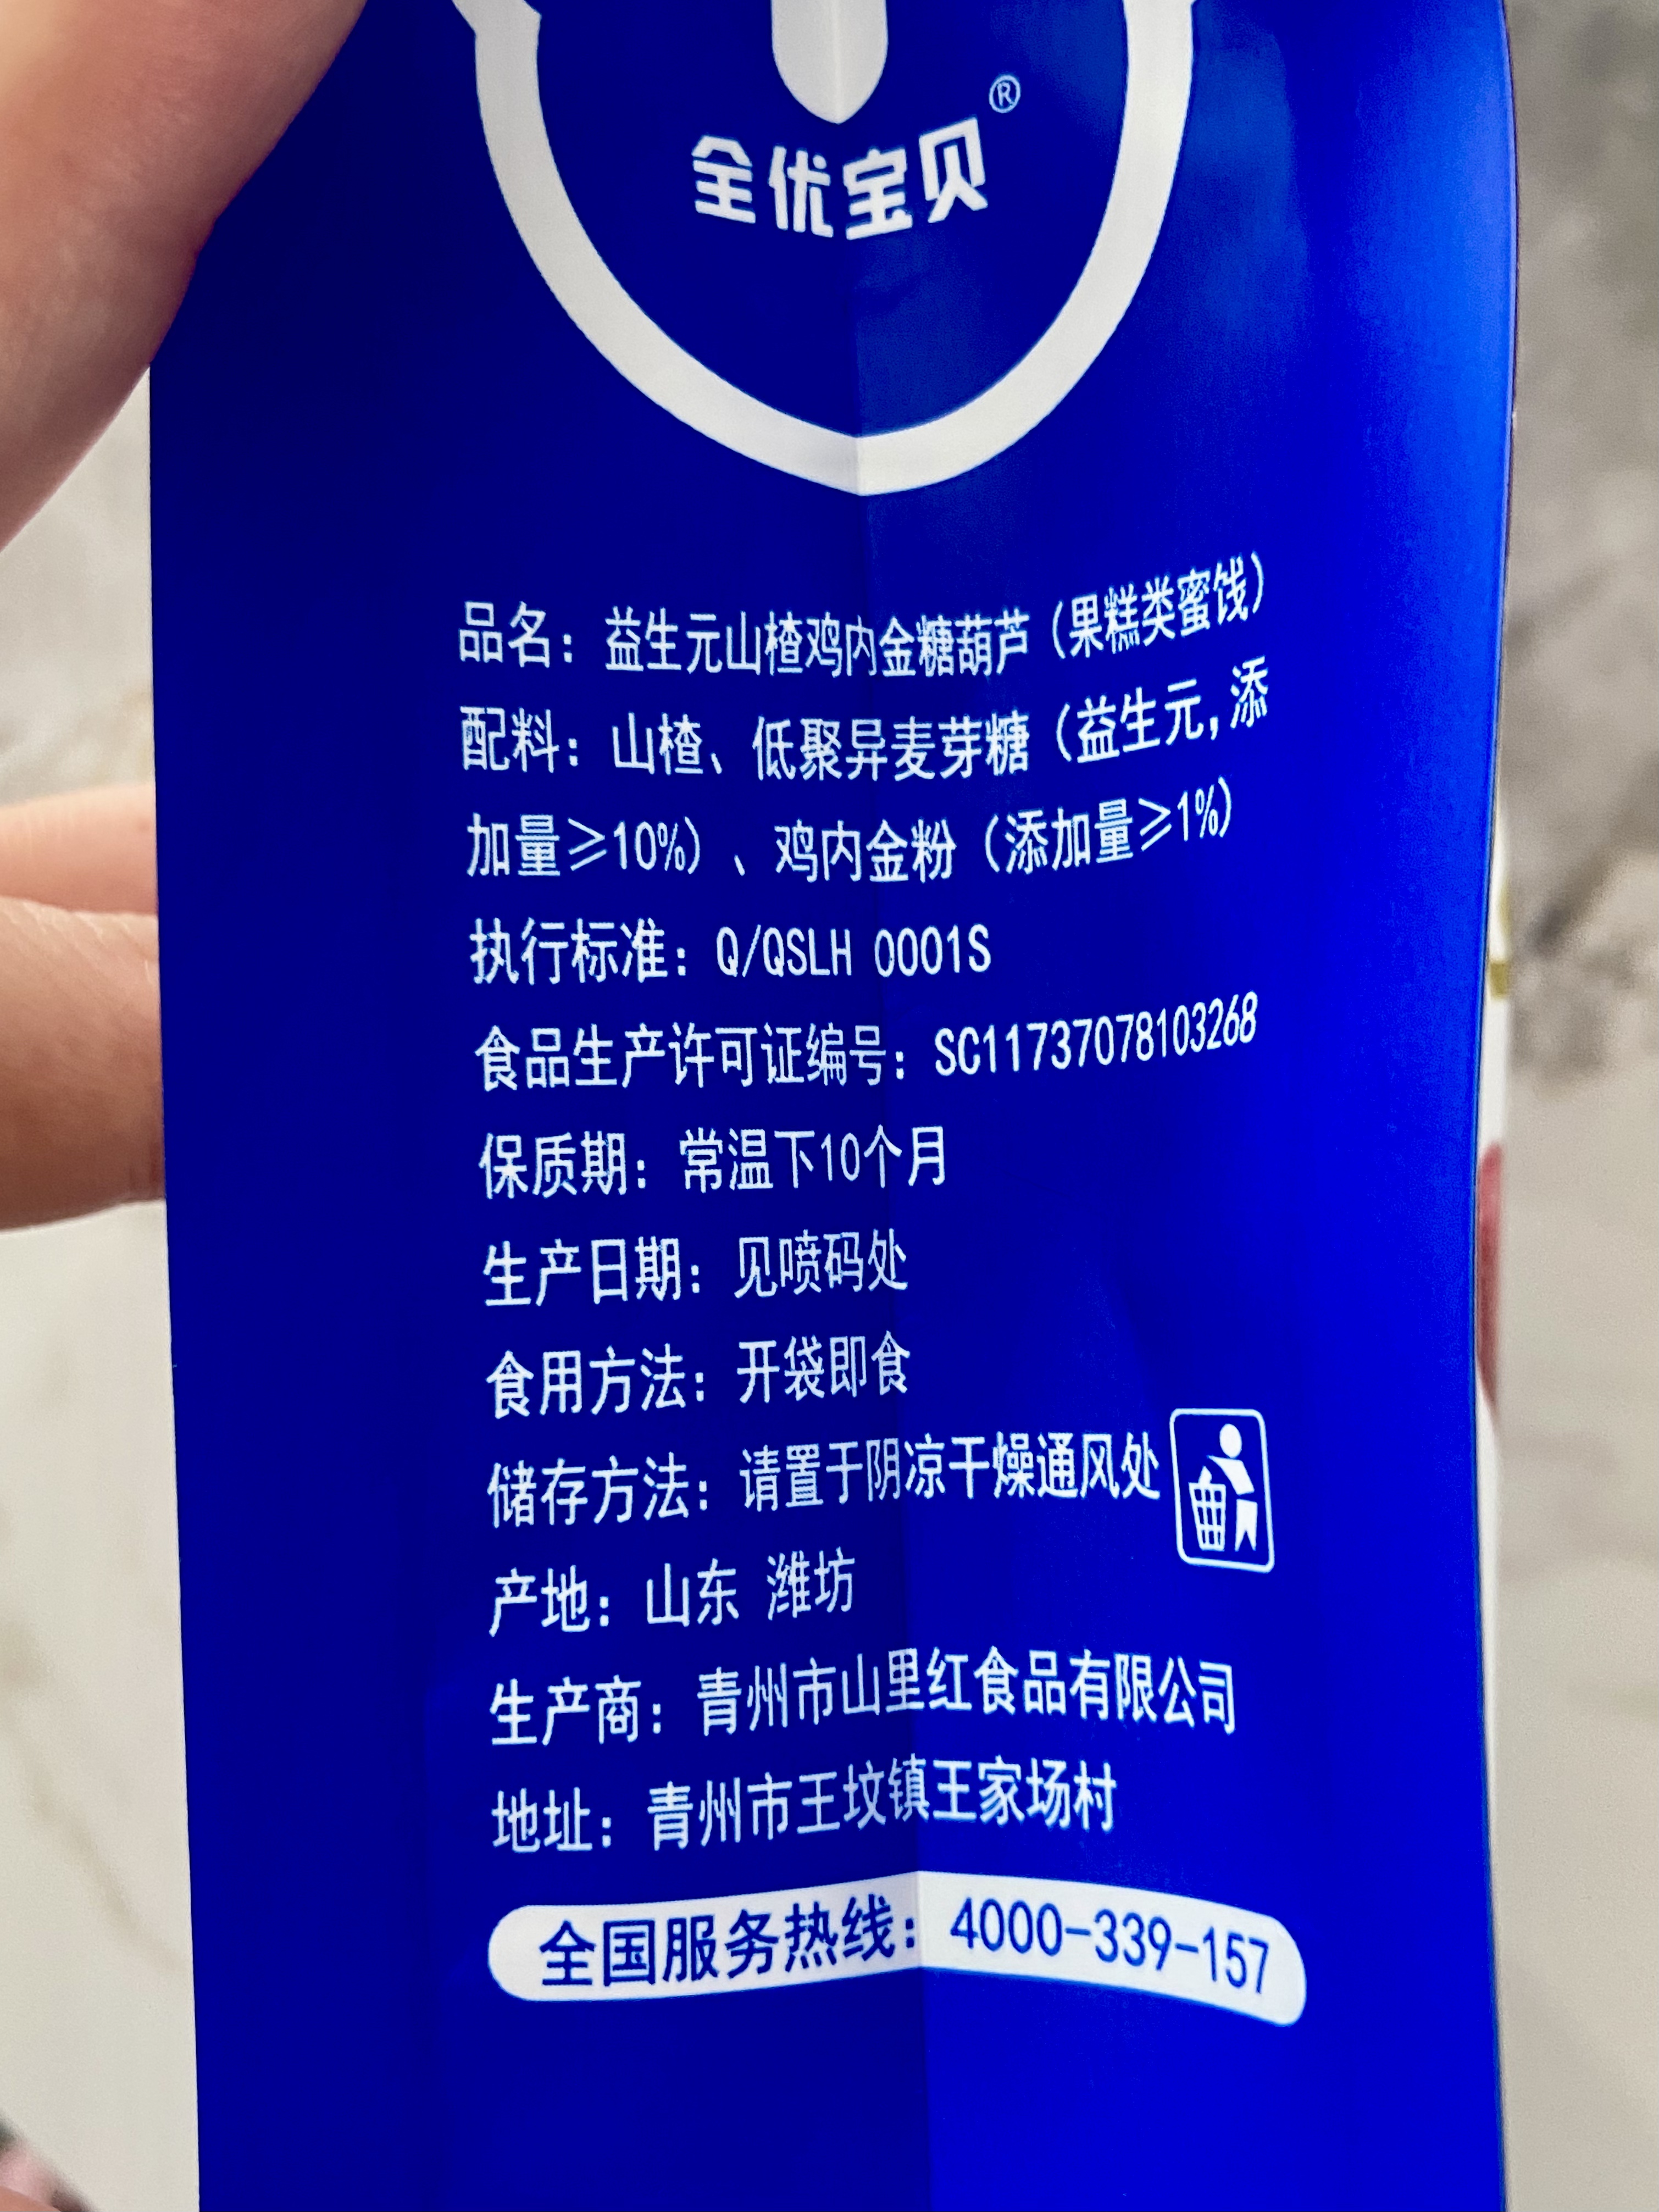 全优宝贝®
品名：益生元山楂鸡内金糖葫芦（果糕类蜜饯）
配料：山楂、低聚异麦芽糖（益生元,添
加量≥10%）、鸡内金粉（添加量≥1%）
执行标准：Q/QSLH 0001S
食品生产许可证编号：SC11737078103268
保质期：常温下10个月
生产日期：见喷码处
食用方法：开袋即食
储存方法：请置于阴凉干燥通风处
产地：山东 潍坊
生产商：青州市山里红食品有限公司
地址：青州市王坟镇王家场村
全国服务热线：4000-339-157